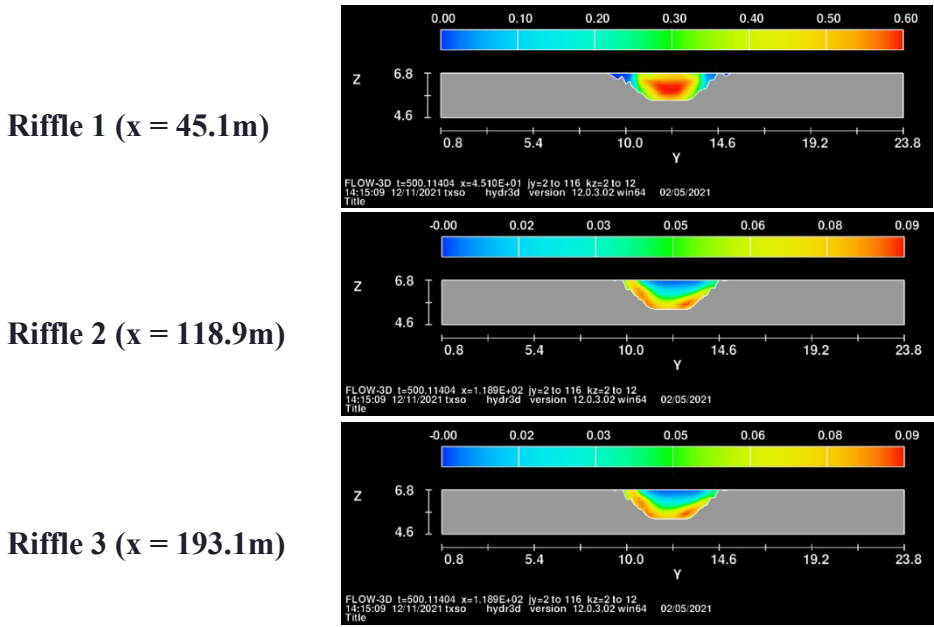 0.00 0.10 0.20 0.30 0.40 0.50 0.60
Z 6.8
4.6
Riffle 1 (x = 45.1m)
0.8 5.4 10.0 14.6 19.2 23.8
Y
FLOW-3D t=500.11404 x=4.510E+01 jy=2 to 116 kz=2 to 12
14:15:09 12/11/2021 txso hydr3d version 12.0.3.02 win64 02/05/2021
Title
-0.00 0.02 0.03 0.05 0.06 0.08 0.09
Z 6.8
4.6
Riffle 2 (x = 118.9m)
0.8 5.4 10.0 14.6 19.2 23.8
Y
FLOW-3D t=500.11404 x=1.189E+02 jy=2 to 116 kz=2 to 12
14:15:09 12/11/2021 txso hydr3d version 12.0.3.02 win64 02/05/2021
Title
-0.00 0.02 0.03 0.05 0.06 0.08 0.09
Z 6.8
4.6
Riffle 3 (x = 193.1m)
0.8 5.4 10.0 14.6 19.2 23.8
Y
FLOW-3D t=500.11404 x=1.189E+02 jy=2 to 116 kz=2 to 12
14:15:09 12/11/2021 txso hydr3d version 12.0.3.02 win64 02/05/2021
Title